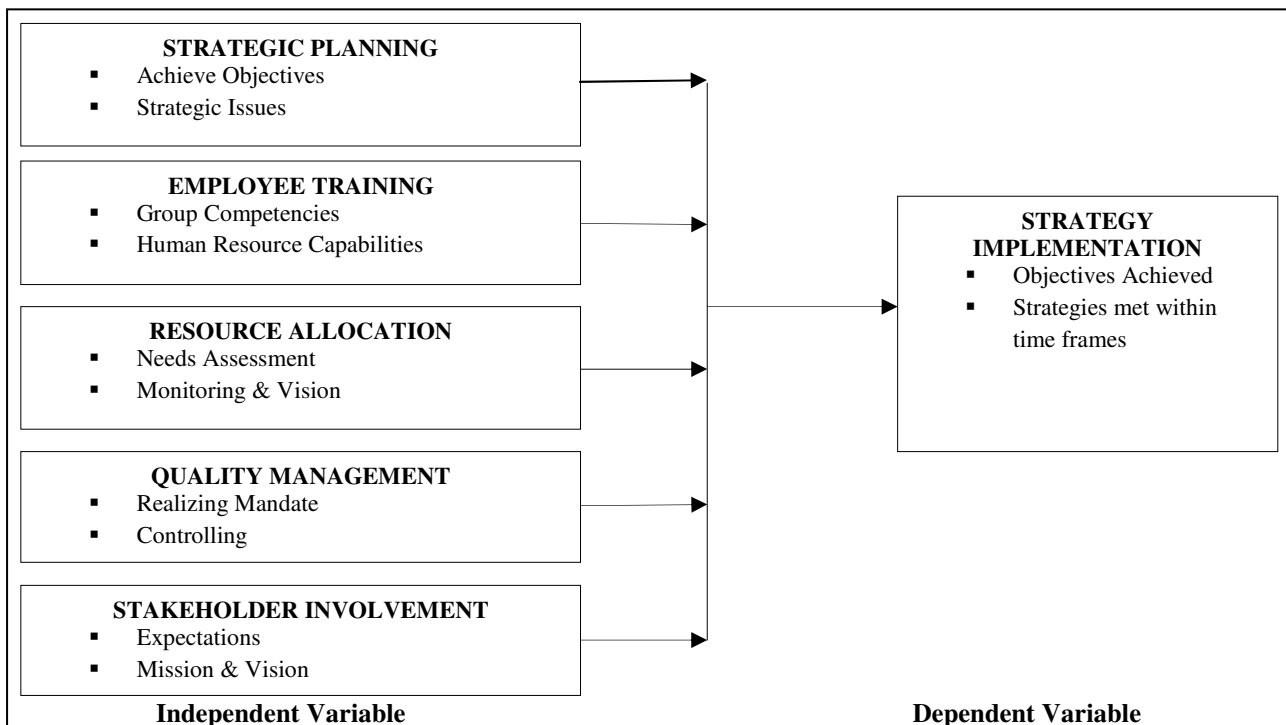 STRATEGIC PLANNING
▪ Achieve Objectives
▪ Strategic Issues
EMPLOYEE TRAINING
▪ Group Competencies
▪ Human Resource Capabilities
RESOURCE ALLOCATION
▪ Needs Assessment
▪ Monitoring & Vision
QUALITY MANAGEMENT
▪ Realizing Mandate
▪ Controlling
STAKEHOLDER INVOLVEMENT
▪ Expectations
▪ Mission & Vision
Independent Variable
STRATEGY
IMPLEMENTATION
▪ Objectives Achieved
▪ Strategies met within
time frames
Dependent Variable